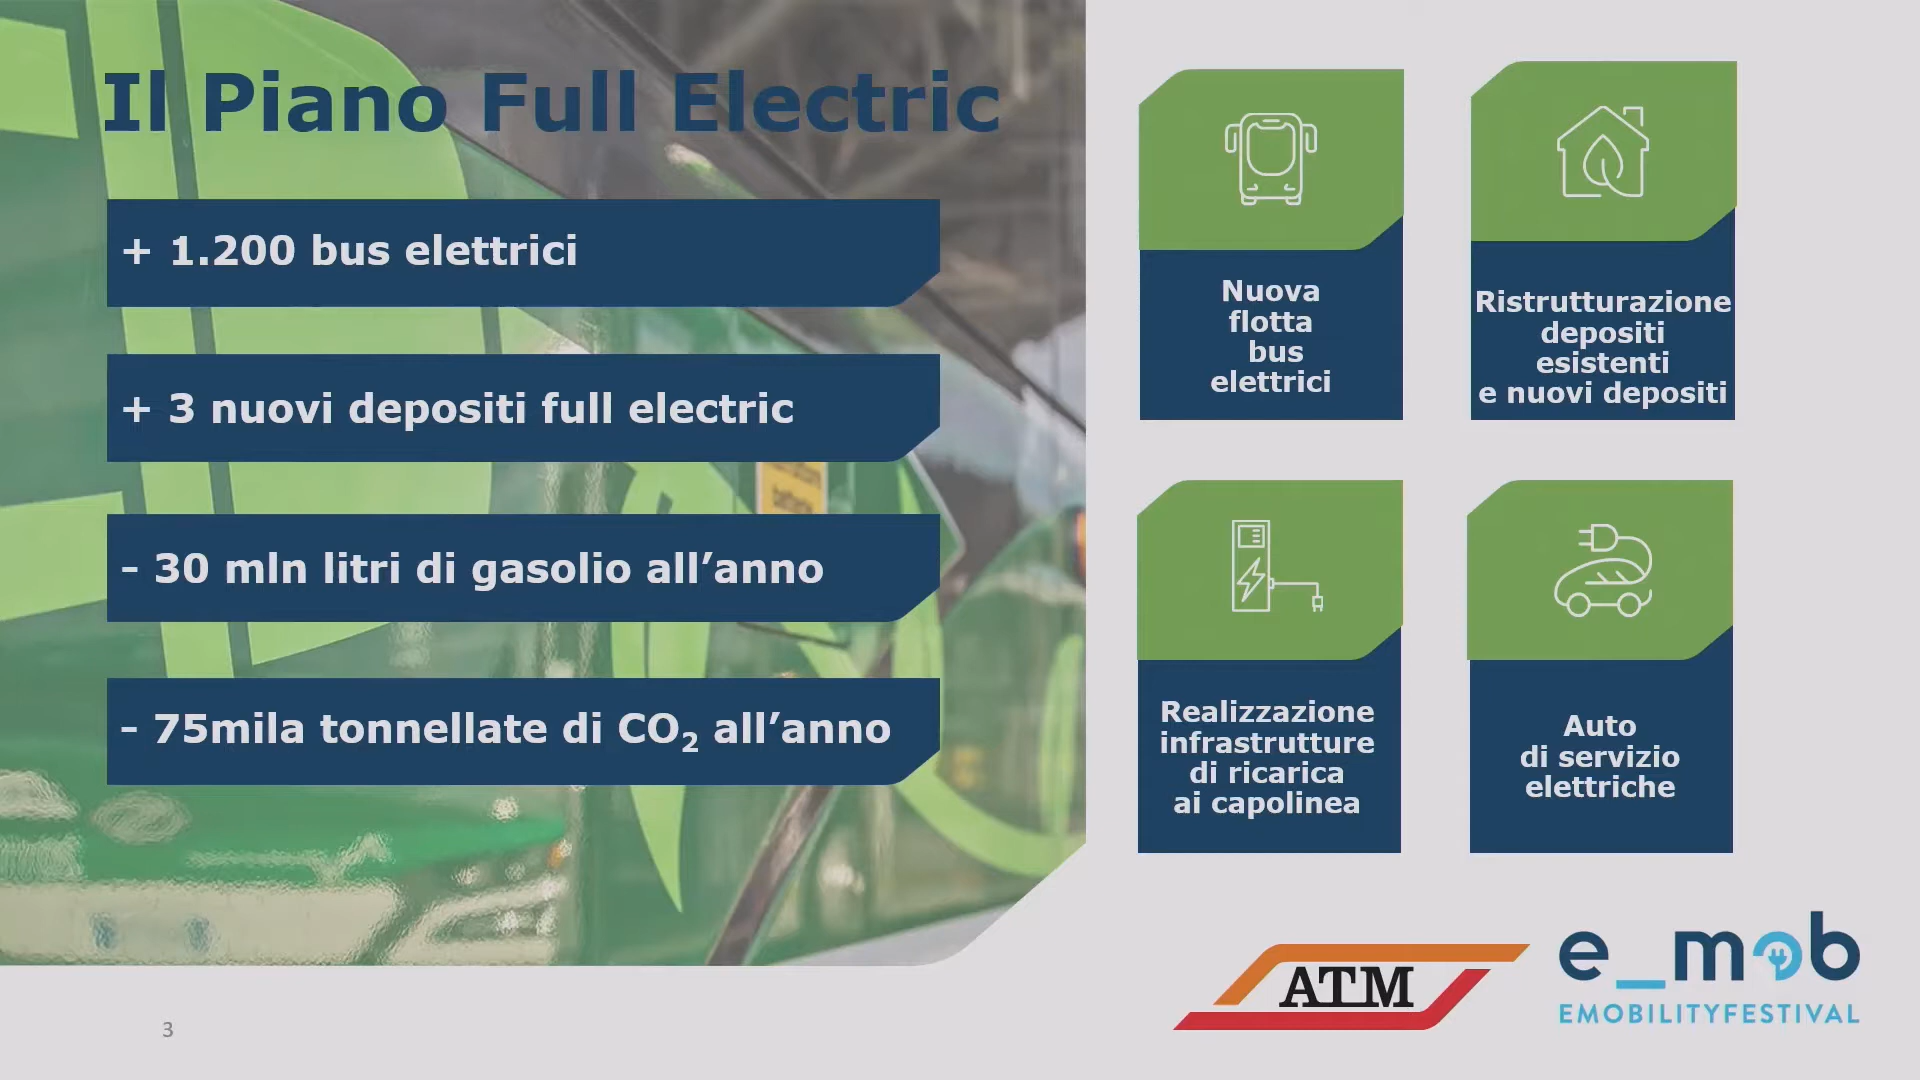 Il Piano Full Electric
+ 1.200 bus elettrici
+ 3 nuovi depositi full electric
- 30 mln litri di gasolio all’anno
- 75mila tonnellate di CO₂ all’anno
Nuova
flotta
bus
elettrici
Ristrutturazione
depositi
esistenti
e nuovi depositi
Realizzazione
infrastrutture
di ricarica
ai capolinea
Auto
di servizio
elettriche
ATM
e_mob
EMOBILITYFESTIVAL
3